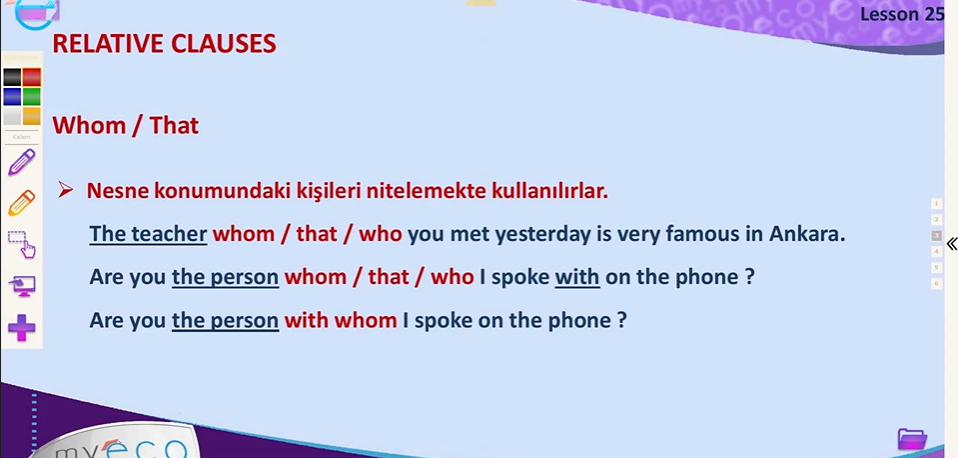 Lesson 25
RELATIVE CLAUSES
Kalem
Whom / That
➢ Nesne konumundaki kişileri nitelemekte kullanılırlar.
The teacher whom / that / who you met yesterday is very famous in Ankara.
Are you the person whom / that / who I spoke with on the phone ?
Are you the person with whom I spoke on the phone ?
1
2
3
4
5
6
myeco